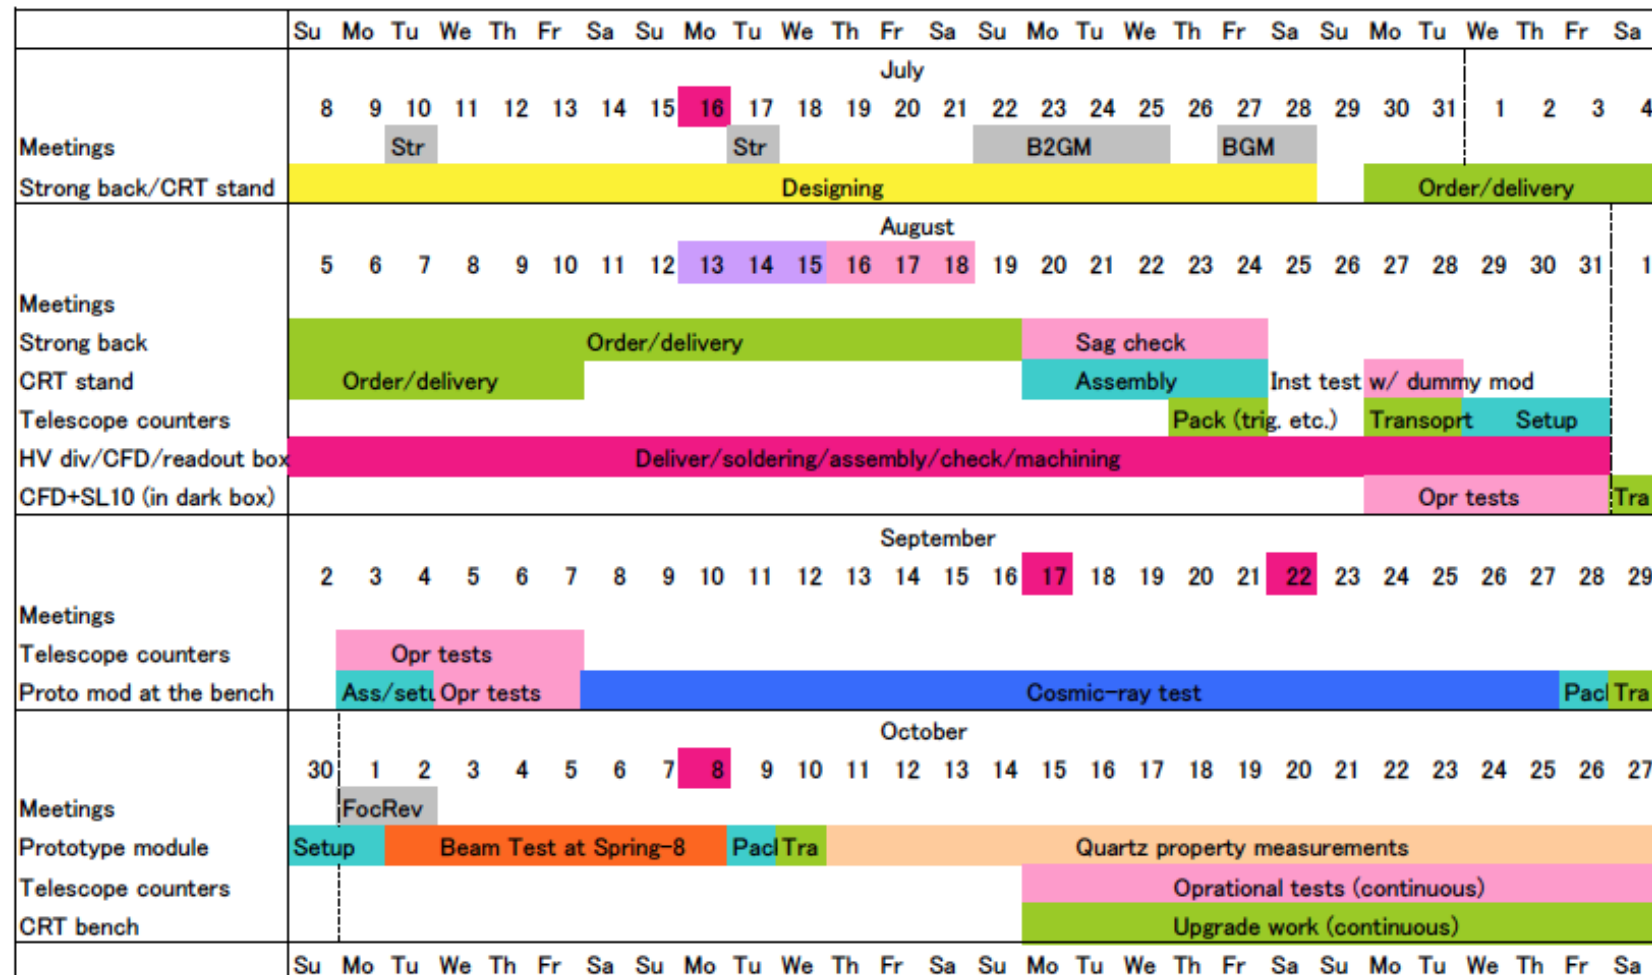 Su Mo Tu We Th Fr Sa Su Mo Tu We Th Fr Sa Su Mo Tu We Th Fr Sa Su Mo Tu We Th Fr Sa
July
8 9 10 11 12 13 14 15 16 17 18 19 20 21 22 23 24 25 26 27 28 29 30 31 1 2 3 4
Meetings Str Str B2GM BGM
Strong back/CRT stand Designing Order/delivery
August
5 6 7 8 9 10 11 12 13 14 15 16 17 18 19 20 21 22 23 24 25 26 27 28 29 30 31 1
Meetings
Strong back Order/delivery Sag check
CRT stand Order/delivery Assembly Inst test w/ dummy mod
Telescope counters Pack (trig. etc.) Transoprt Setup
HV div/CFD/readout box Deliver/soldering/assembly/check/machining
CFD+SL10 (in dark box) Opr tests Tra
September
2 3 4 5 6 7 8 9 10 11 12 13 14 15 16 17 18 19 20 21 22 23 24 25 26 27 28 29
Meetings
Telescope counters Opr tests
Proto mod at the bench Ass/setu Opr tests Cosmic-ray test Pack Tra
October
30 1 2 3 4 5 6 7 8 9 10 11 12 13 14 15 16 17 18 19 20 21 22 23 24 25 26 27
Meetings FocRev
Prototype module Setup Beam Test at Spring-8 Pack Tra Quartz property measurements
Telescope counters Oprational tests (continuous)
CRT bench Upgrade work (continuous)
Su Mo Tu We Th Fr Sa Su Mo Tu We Th Fr Sa Su Mo Tu We Th Fr Sa Su Mo Tu We Th Fr Sa